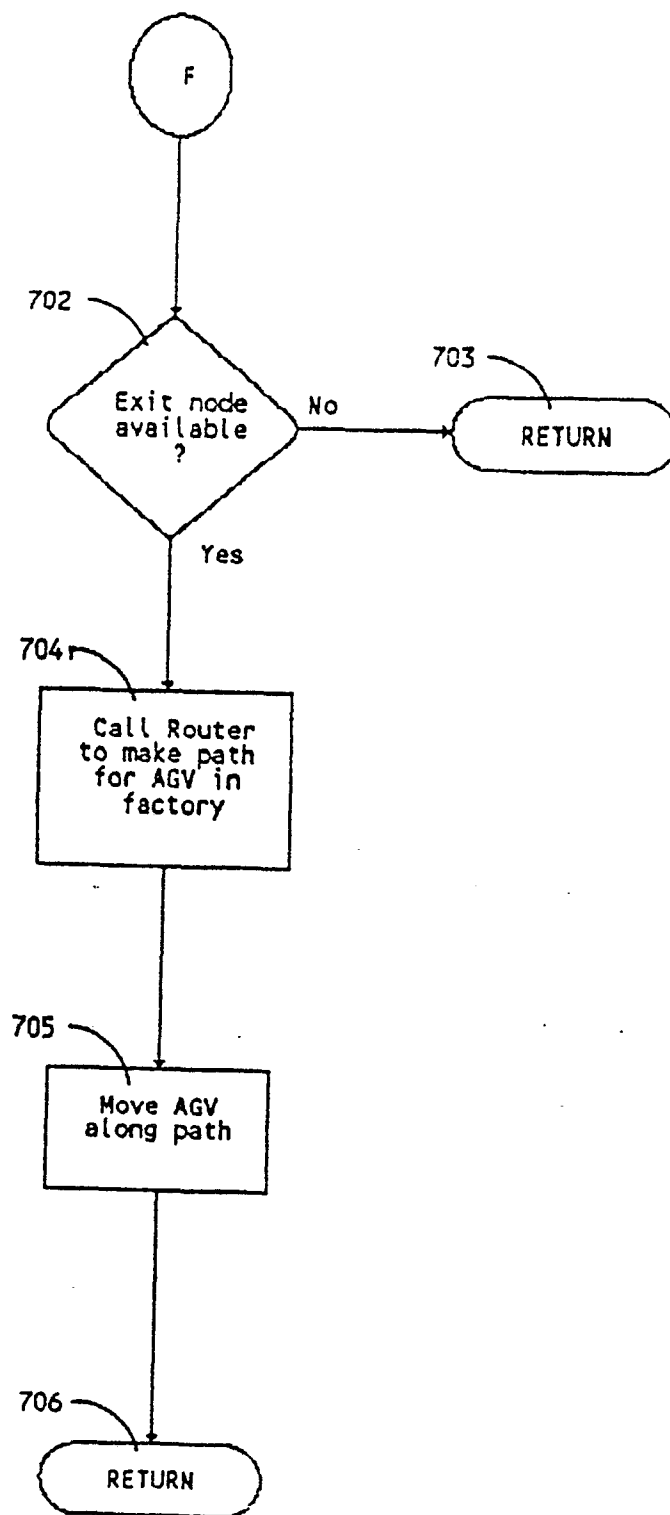 F
702
Exit node
available
?
No
703
RETURN
Yes
704
Call Router
to make path
for AGV in
factory
705
Move AGV
along path
706
RETURN